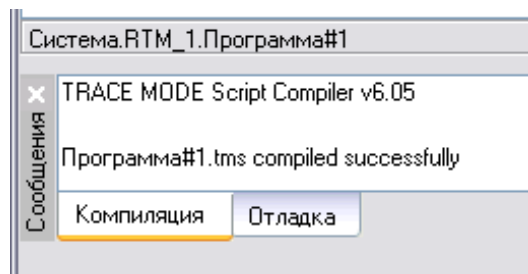 Система.RTM_1.Программа#1
TRACE MODE Script Compiler v6.05
Программа#1.tms compiled successfully
Сообщения
Компиляция
Отладка